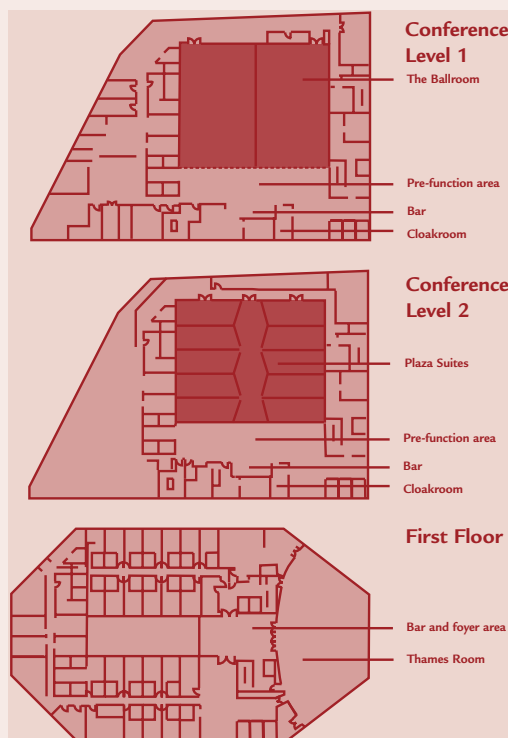 Conference
Level 1
The Ballroom
Pre-function area
Bar
Cloakroom
Conference
Level 2
Plaza Suites
Pre-function area
Bar
Cloakroom
First Floor
Bar and foyer area
Thames Room